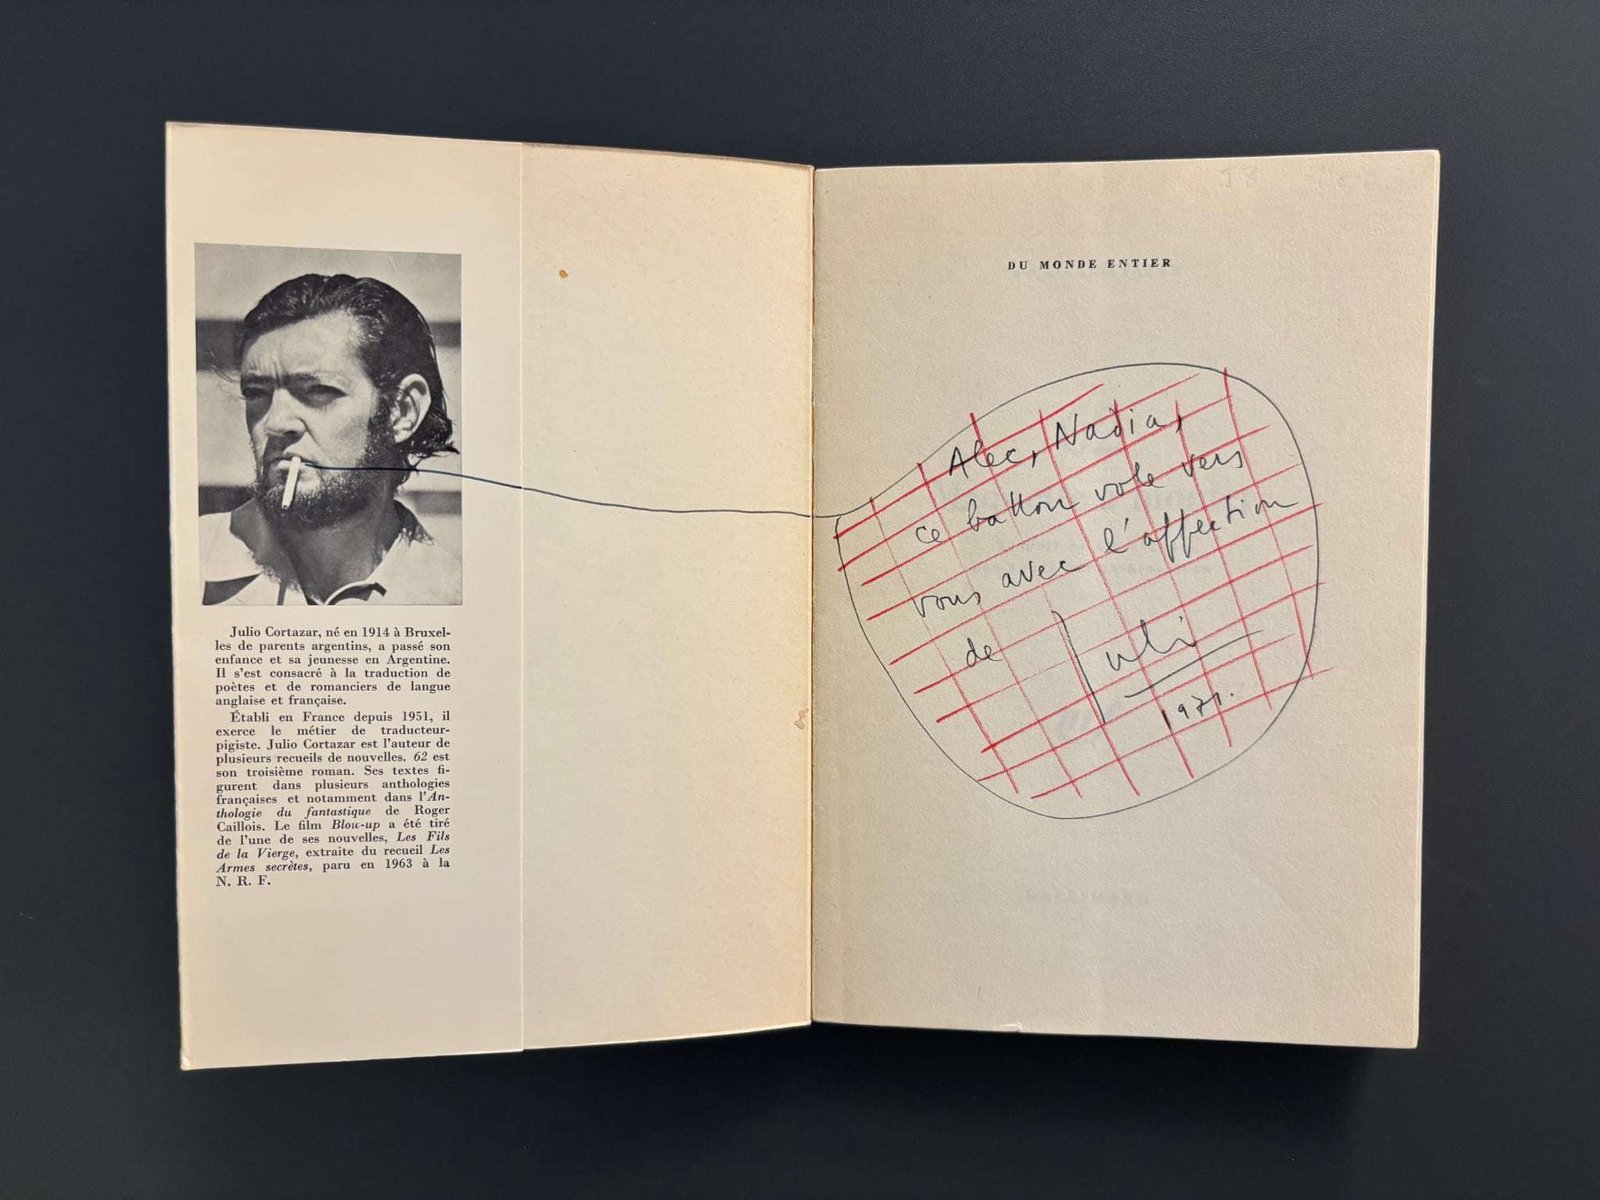 Julio Cortazar, né en 1914 à Bruxel-
les de parents argentins, a passé son
enfance et sa jeunesse en Argentine.
Il s'est consacré à la traduction de
poètes et de romanciers de langue
anglaise et française.
Établi en France depuis 1951, il
exerce le métier de traducteur-
pigiste. Julio Cortazar est l'auteur de
plusieurs recueils de nouvelles. 62 est
son troisième roman. Ses textes fi-
gurent dans plusieurs anthologies
françaises et notamment dans l'An-
thologie du fantastique de Roger
Caillois. Le film Blow-up a été tiré
de l'une de ses nouvelles, Les Fils
de la Vierge, extraite du recueil Les
Armes secrètes, paru en 1963 à la
N. R. F.
DU MONDE ENTIER
Alec, Nadia,
ce ballon vole vers
vous avec l'affection
de Julio
1971.